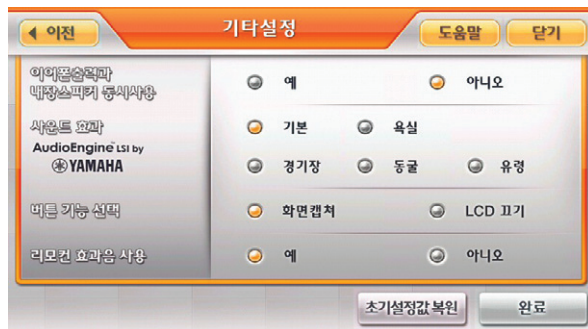 이전
기타설정
도움말
닫기
이어폰출력과
내장스피커 동시사용
예
아니오
사운드 효과
AudioEngine™ LSI by
YAMAHA
기본
욕실
경기장
동굴
유령
버튼 기능 선택
화면캡쳐
LCD 끄기
리모컨 효과음 사용
예
아니오
초기설정값 복원
완료